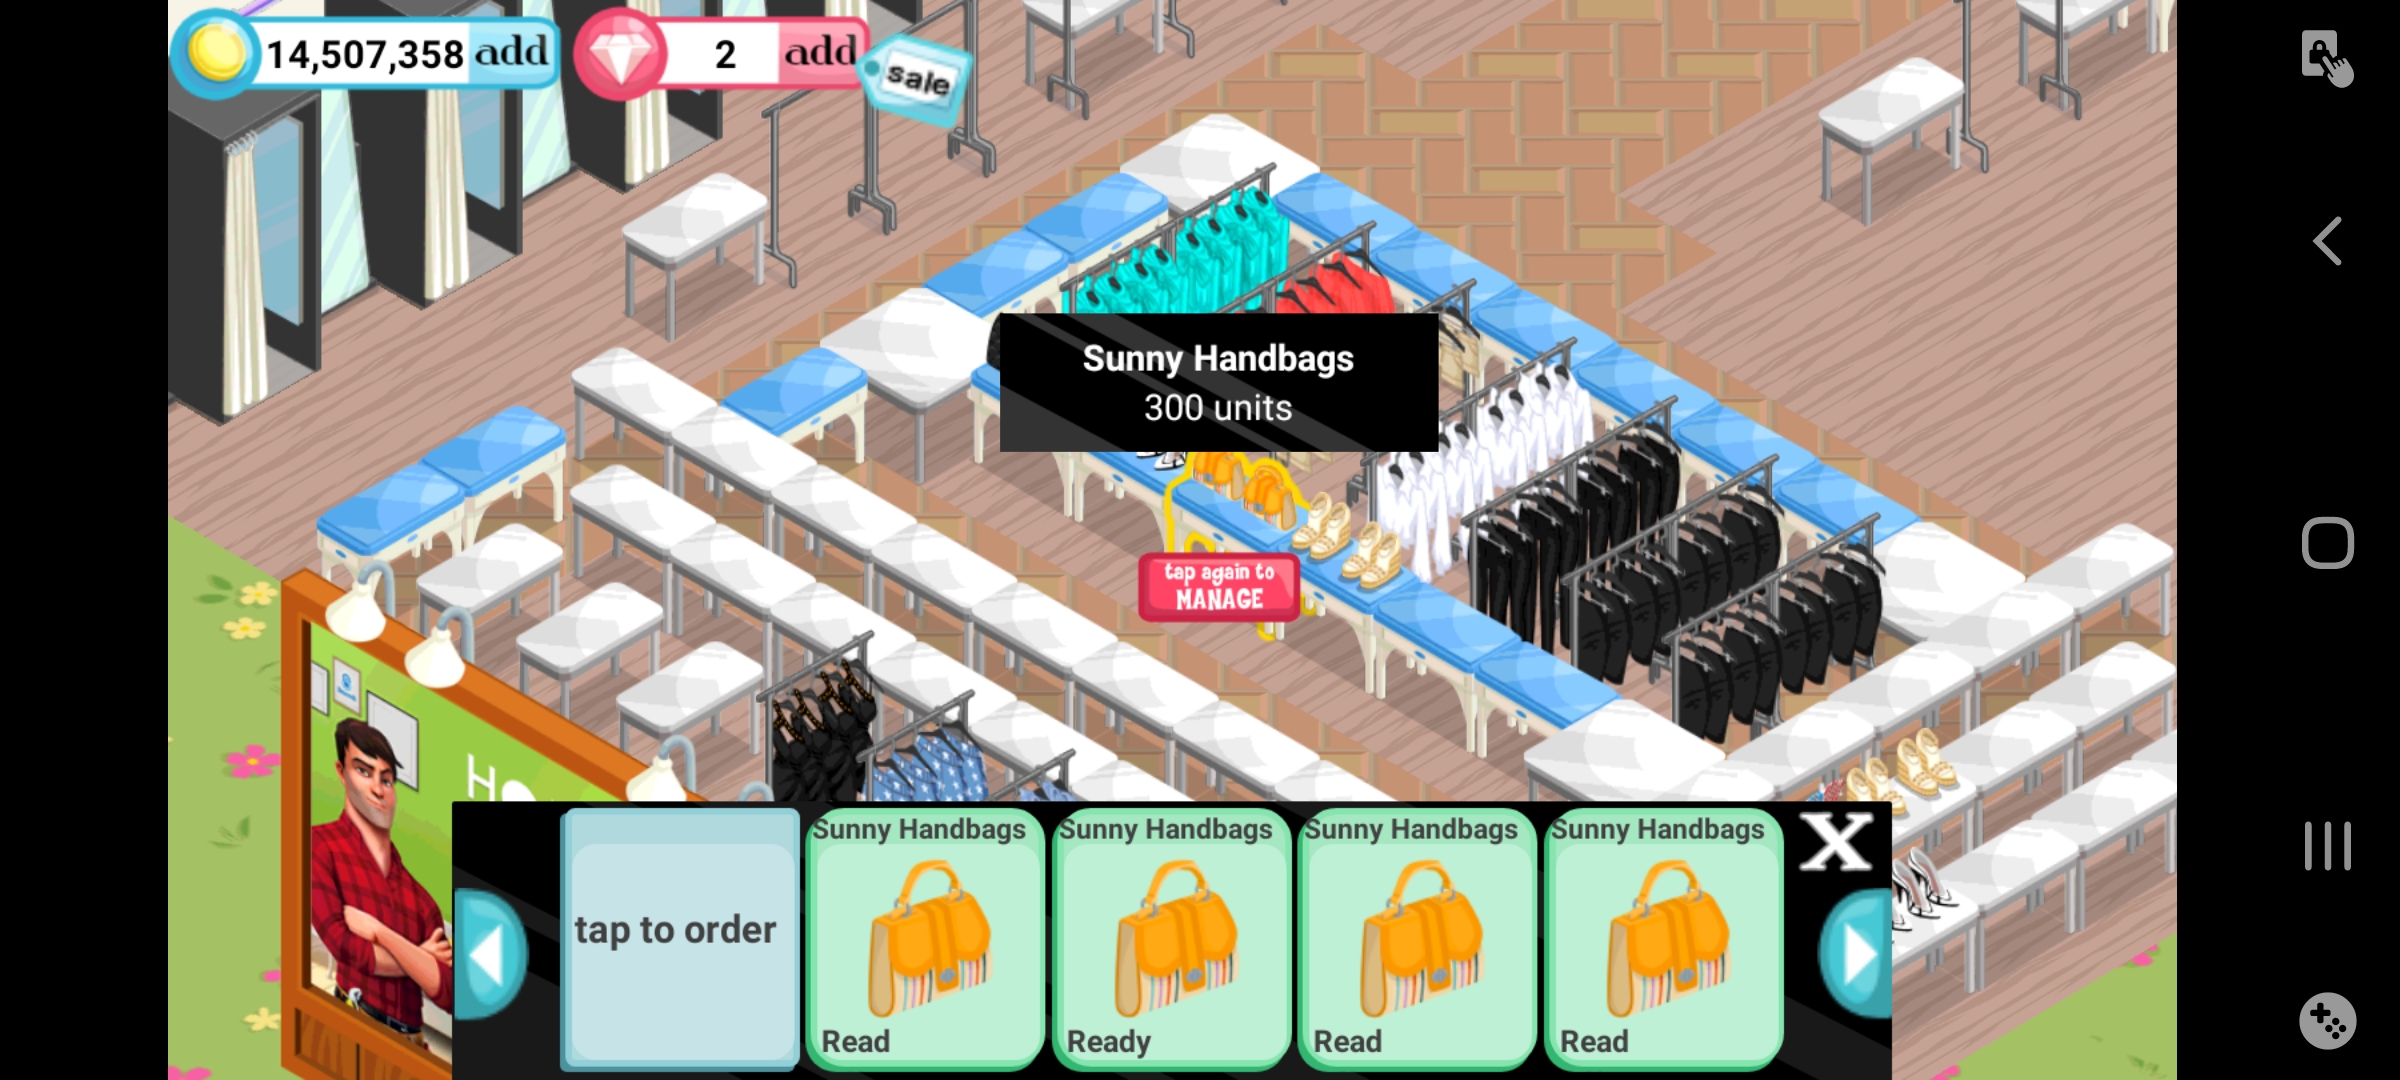 14,507,358 add
2 add
sale
Sunny Handbags
300 units
tap again to
MANAGE
H
tap to order
Sunny Handbags
Read
Sunny Handbags
Ready
Sunny Handbags
Read
Sunny Handbags
Read
X